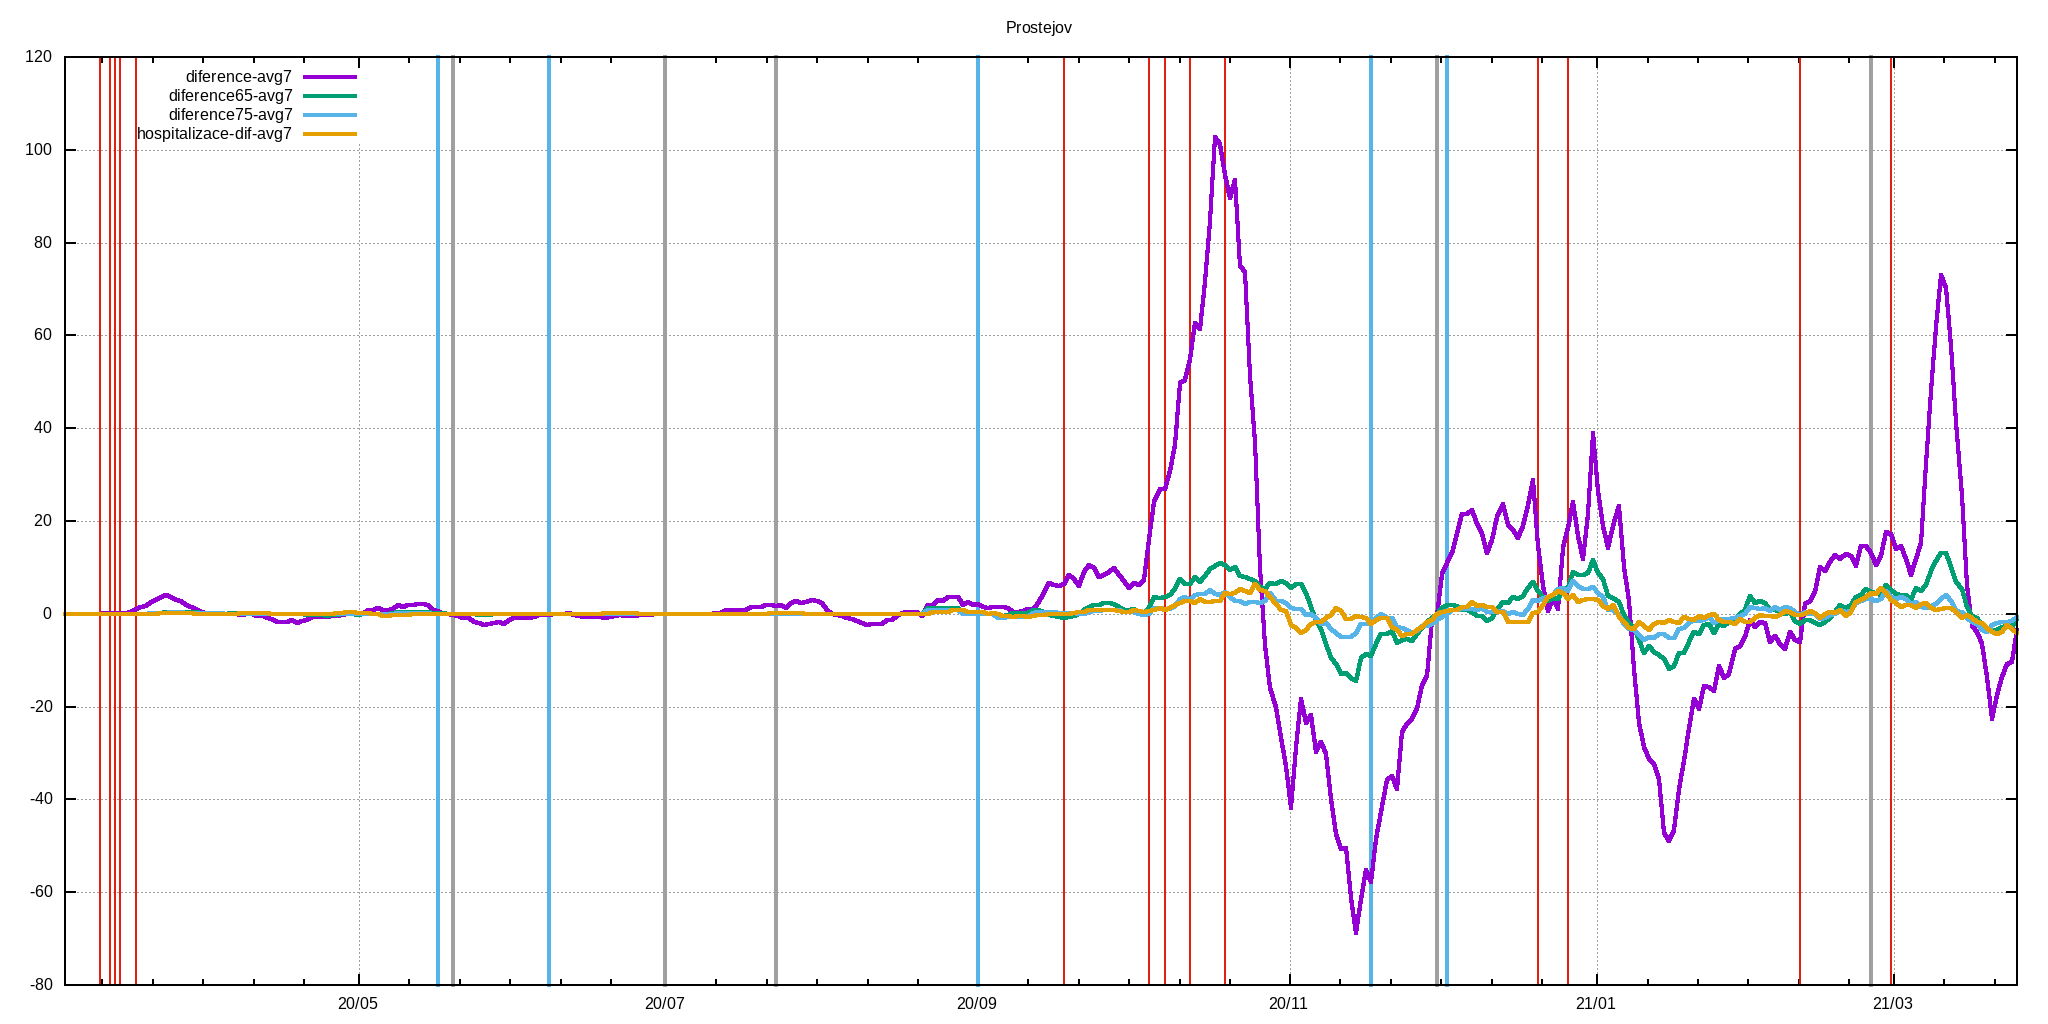 Prostejov
120
100
80
60
40
20
0
-20
-40
-60
-80
diference-avg7
diference65-avg7
diference75-avg7
hospitalizace-dif-avg7
20/05 20/07 20/09 20/11 21/01 21/03